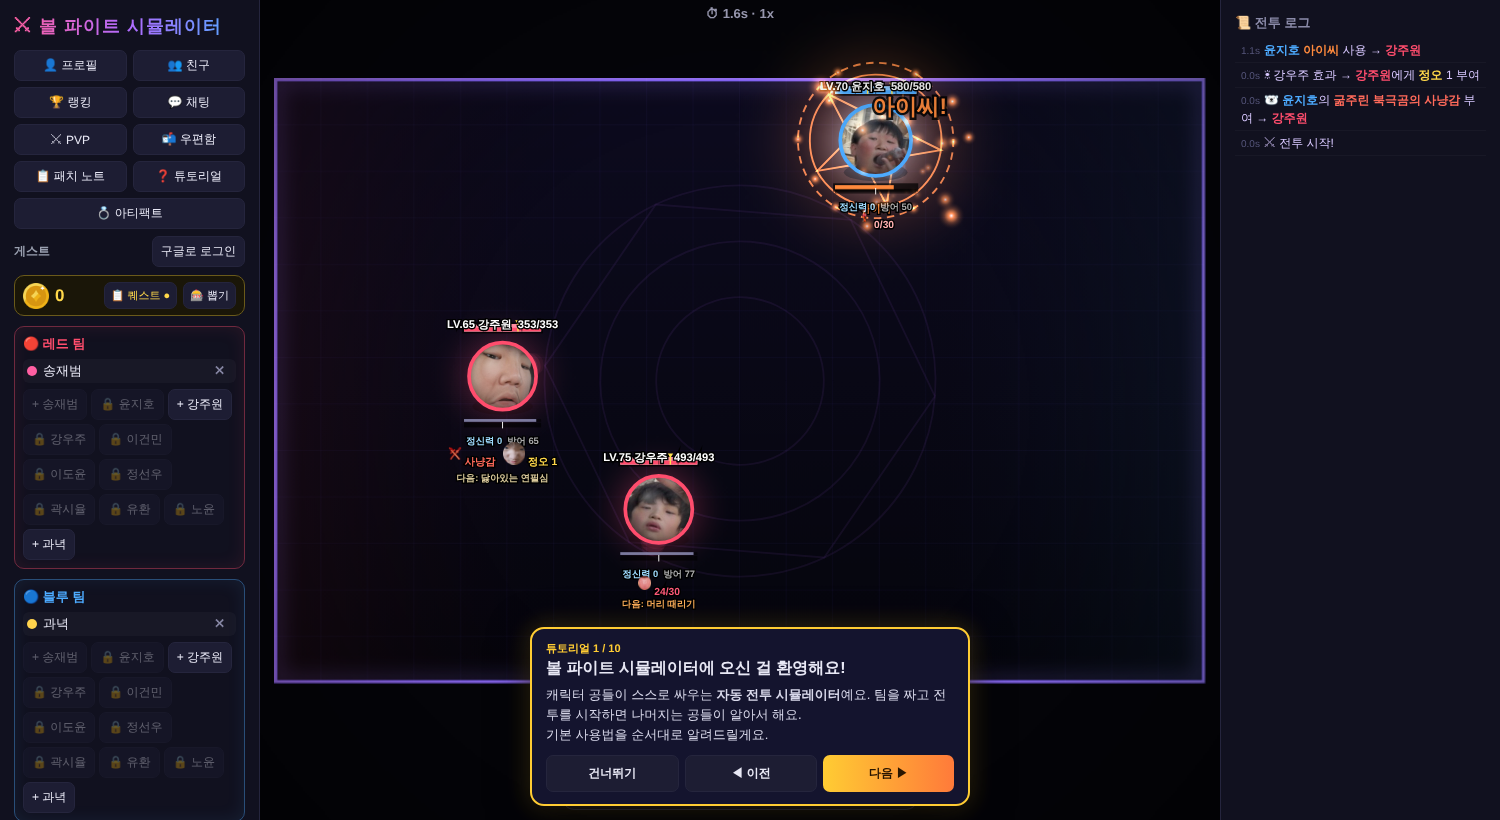 ⚔ 볼 파이트 시뮬레이터
👤 프로필
👥 친구
🏆 랭킹
💬 채팅
⚔ PVP
📬 우편함
📋 패치 노트
❓ 튜토리얼
💍 아티팩트
게스트
구글로 로그인
0
📋 퀘스트 ●
🎰 뽑기
🔴 레드 팀
송재범 ✕
+ 송재범
🔒 윤지호
+ 강주원
🔒 강우주
🔒 이건민
🔒 이도윤
🔒 정선우
🔒 곽시율
🔒 유환
🔒 노윤
+ 과녁
🔵 블루 팀
과녁 ✕
+ 송재범
🔒 윤지호
+ 강주원
🔒 강우주
🔒 이건민
🔒 이도윤
🔒 정선우
🔒 곽시율
🔒 유환
🔒 노윤
+ 과녁
⏱ 1.6s · 1x
LV.70 윤지호 580/580
아이씨!
정신력 0 방어 50
0/30
LV.65 강주원 353/353
정신력 0 방어 65
사냥감
정오 1
다음: 닳아있는 연필심
LV.75 강우주 493/493
정신력 0 방어 77
24/30
다음: 머리 때리기
튜토리얼 1 / 10
볼 파이트 시뮬레이터에 오신 걸 환영해요!
캐릭터 공들이 스스로 싸우는 자동 전투 시뮬레이터예요. 팀을 짜고 전
투를 시작하면 나머지는 공들이 알아서 해요.
기본 사용법을 순서대로 알려드릴게요.
건너뛰기
◀ 이전
다음 ▶
📜 전투 로그
1.1s 윤지호 아이씨 사용 → 강주원
0.0s ☀ 강우주 효과 → 강주원에게 정오 1 부여
0.0s 🐻‍❄️ 윤지호의 굶주린 북극곰의 사냥감 부
여 → 강주원
0.0s ⚔ 전투 시작!